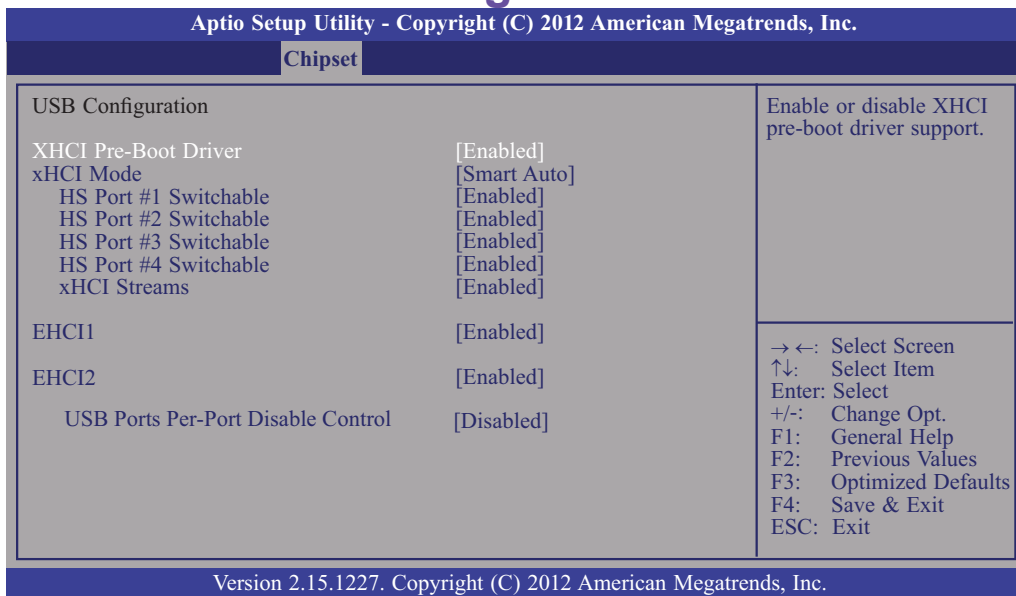 Aptio Setup Utility - Copyright (C) 2012 American Megatrends, Inc.
Chipset
USB Configuration
XHCI Pre-Boot Driver [Enabled]
xHCI Mode [Smart Auto]
HS Port #1 Switchable [Enabled]
HS Port #2 Switchable [Enabled]
HS Port #3 Switchable [Enabled]
HS Port #4 Switchable [Enabled]
xHCI Streams [Enabled]
EHCI1 [Enabled]
EHCI2 [Enabled]
USB Ports Per-Port Disable Control [Disabled]
Enable or disable XHCI
pre-boot driver support.
→ ←: Select Screen
↑↓: Select Item
Enter: Select
+/-: Change Opt.
F1: General Help
F2: Previous Values
F3: Optimized Defaults
F4: Save & Exit
ESC: Exit
Version 2.15.1227. Copyright (C) 2012 American Megatrends, Inc.